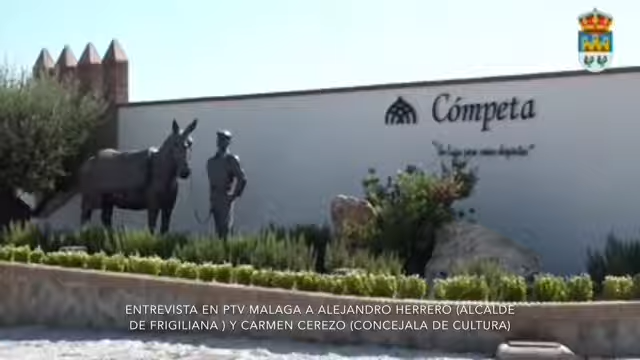 Cómpeta
ENTREVISTA EN PTV MALAGA A ALEJANDRO HERRERO (ALCALDE
DE FRIGILIANA ) Y CARMEN CEREZO (CONCEJALA DE CULTURA)